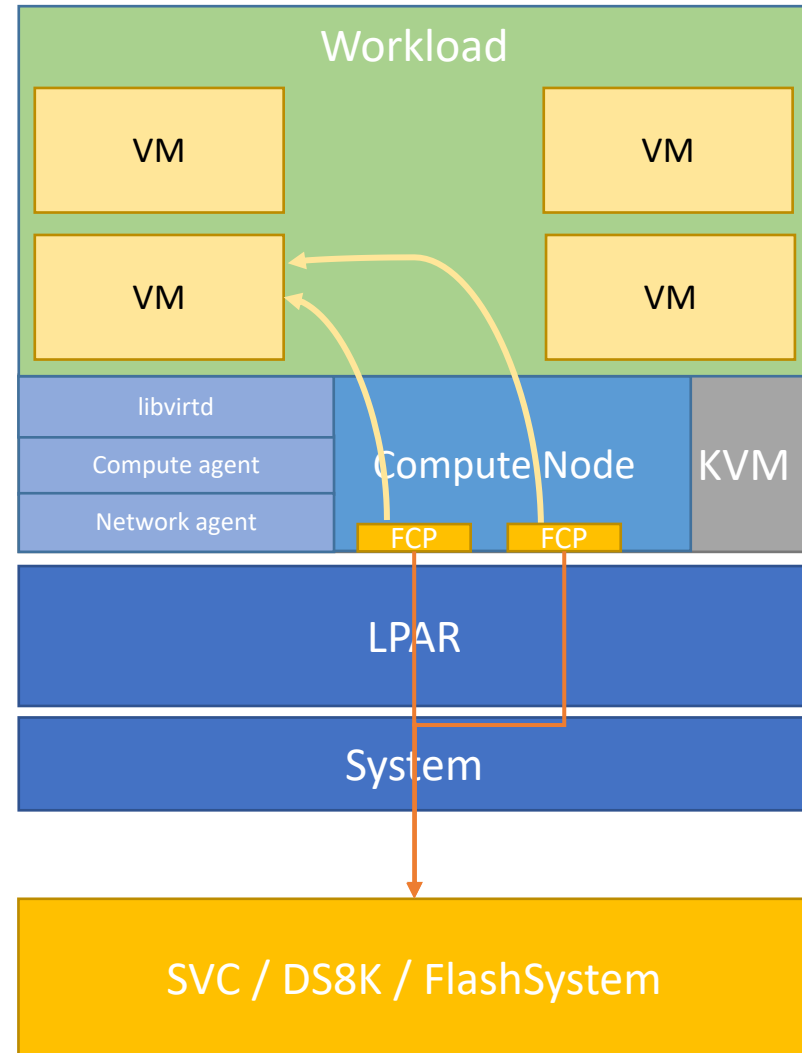 Workload
VM
VM
VM
VM
libvirtd
Compute agent
Network agent
Compute Node
KVM
FCP
FCP
LPAR
System
SVC / DS8K / FlashSystem